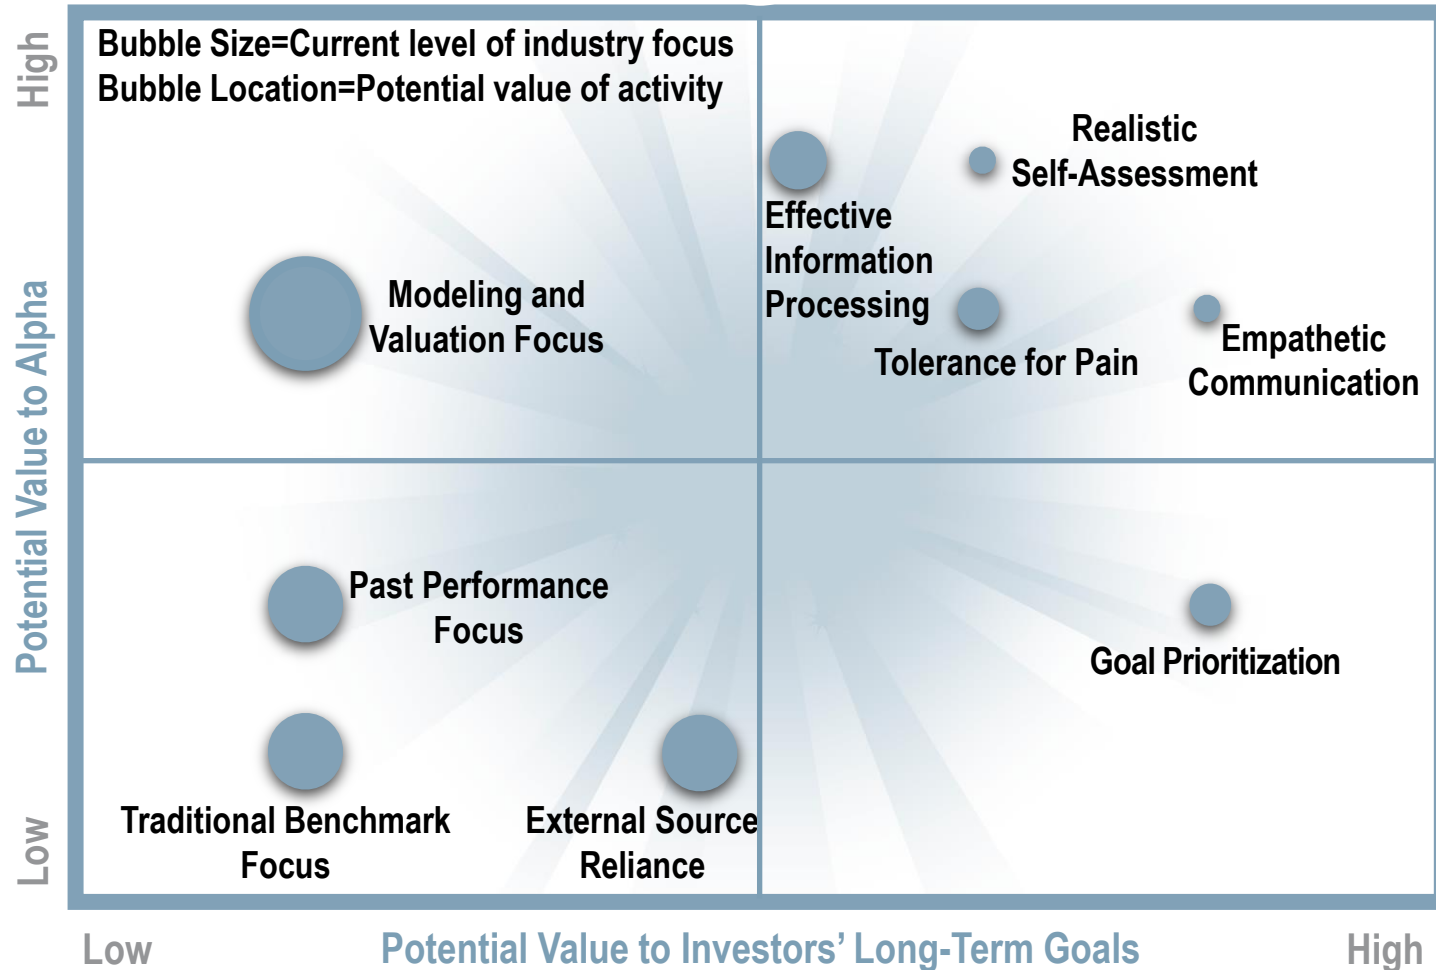 High
Bubble Size=Current level of industry focus
Bubble Location=Potential value of activity
Realistic
Self-Assessment
Effective
Information
Processing
Modeling and
Valuation Focus
Tolerance for Pain
Empathetic
Communication
Potential Value to Alpha
Past Performance
Focus
Goal Prioritization
Traditional Benchmark
Focus
External Source
Reliance
Low
Low
Potential Value to Investors’ Long-Term Goals
High